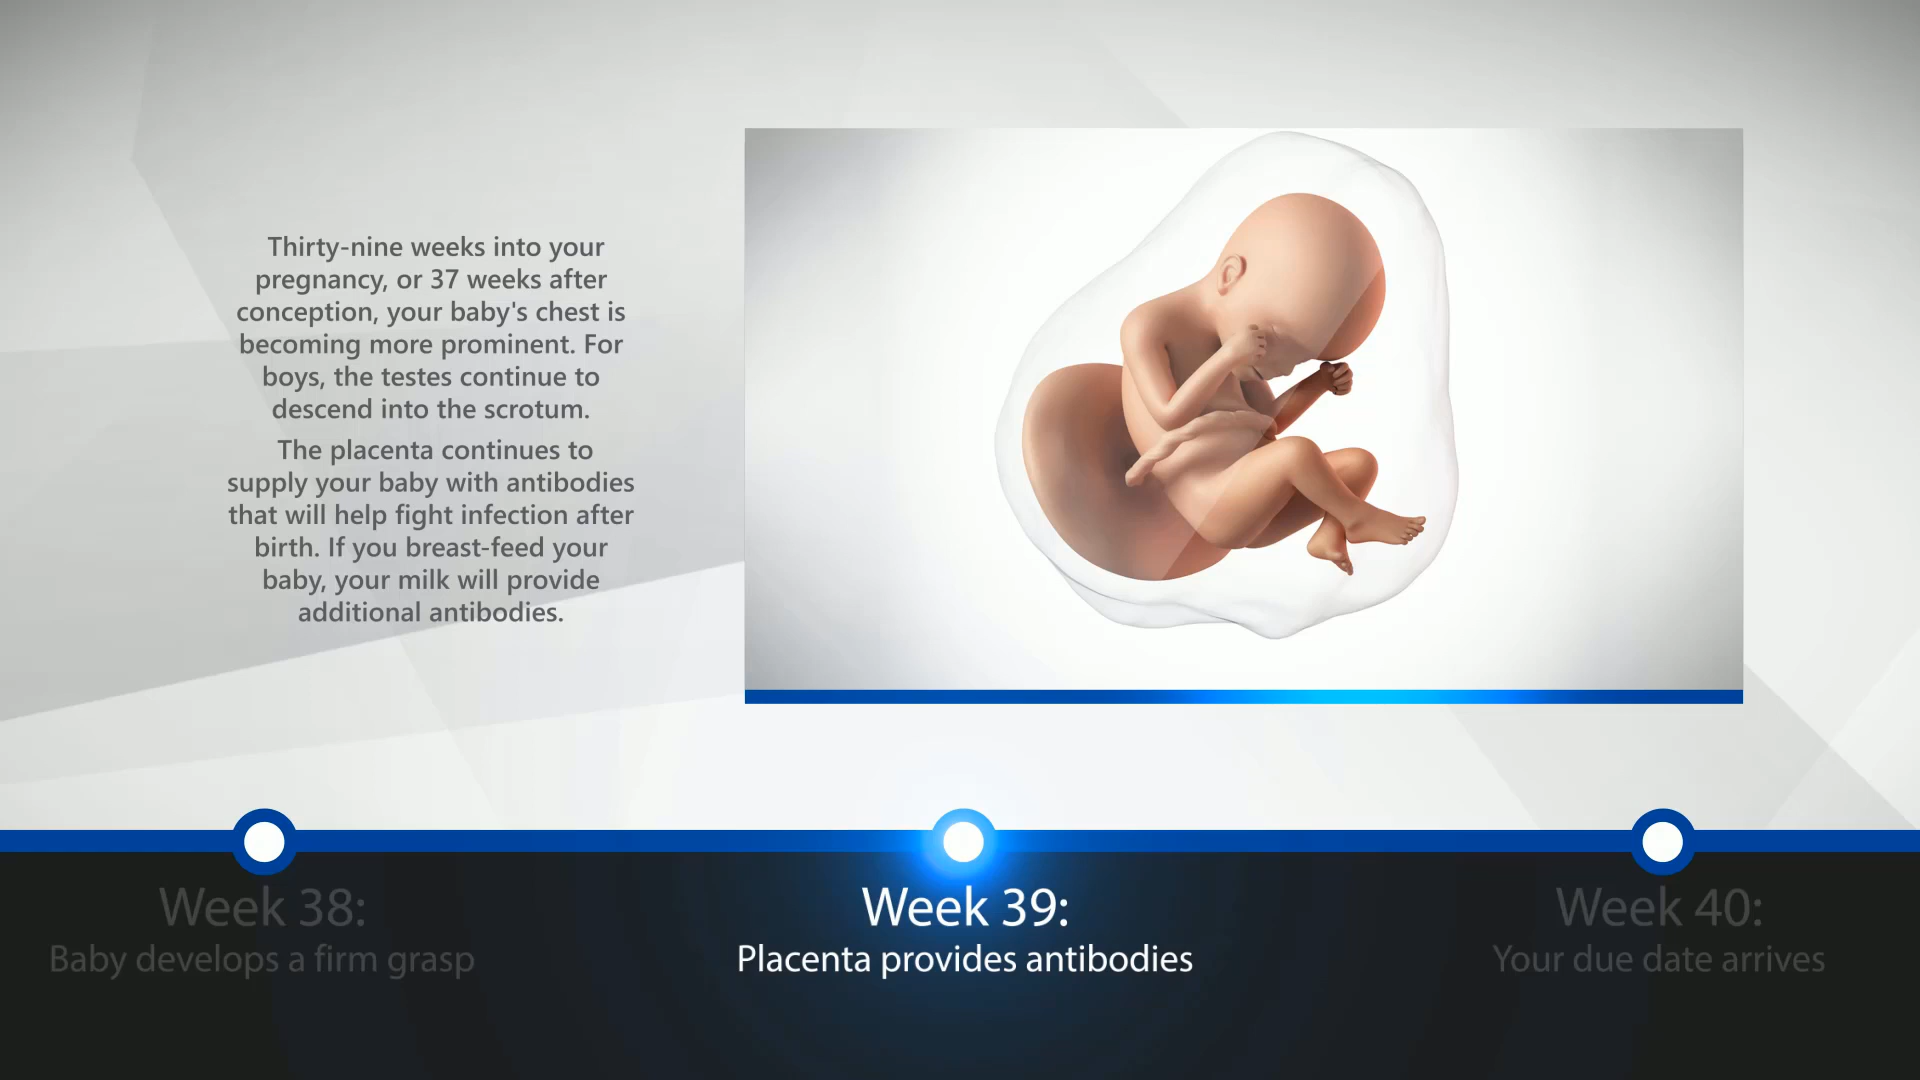 Thirty-nine weeks into your
pregnancy, or 37 weeks after
conception, your baby's chest is
becoming more prominent. For
boys, the testes continue to
descend into the scrotum.
The placenta continues to
supply your baby with antibodies
that will help fight infection after
birth. If you breast-feed your
baby, your milk will provide
additional antibodies.
Week 38:
Baby develops a firm grasp
Week 39:
Placenta provides antibodies
Week 40:
Your due date arrives